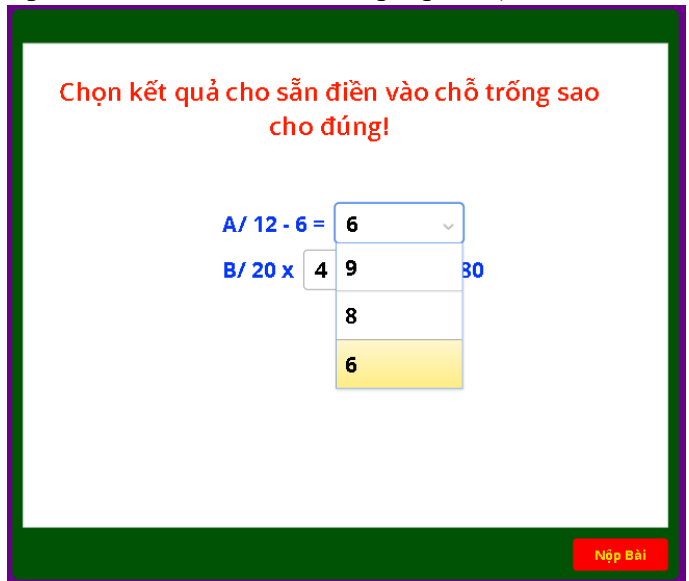 Chọn kết quả cho sẵn điền vào chỗ trống sao
cho đúng!
A/ 12 - 6 = 6
B/ 20 x 4 80
9
8
6
Nộp Bài